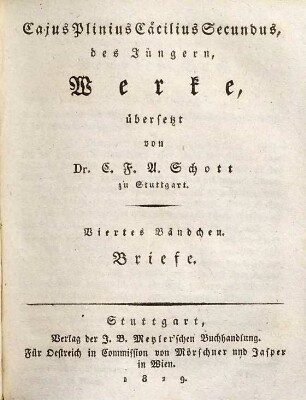 Cajus Plinius Cäcilius Secundus,
des Jüngern,
Werke,
übersetzt
von
Dr. C. F. A. Schott
zu Stuttgart.
Viertes Bändchen.
Briefe.
Stuttgart,
Verlag der J. B. Metzler'schen Buchhandlung.
Für Oestreich in Commission von Mörschner und Jasper
in Wien.
1829.